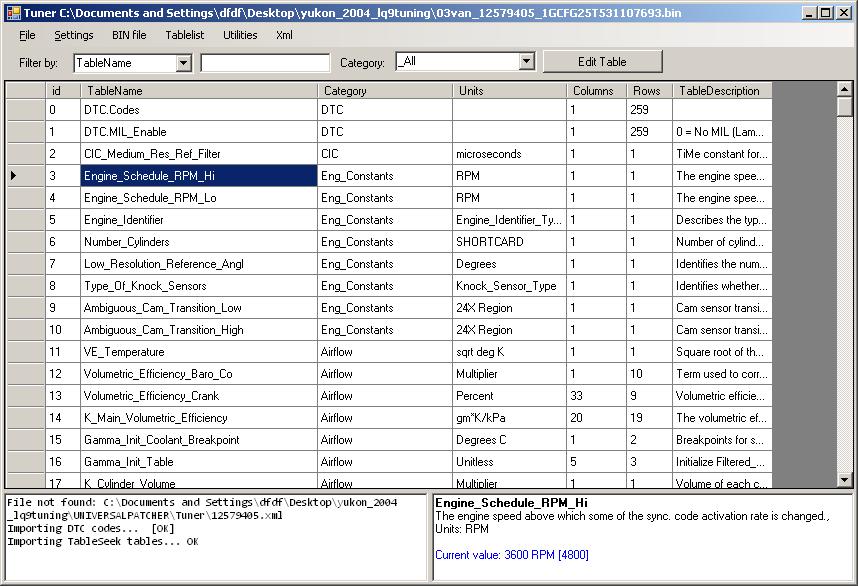 Tuner C:\Documents and Settings\dfdf\Desktop\yukon_2004_lq9tuning\03van_12579405_1GCFG25T531107693.bin
File Settings BIN file Tablelist Utilities Xml
Filter by: TableName Category: _All Edit Table
id TableName Category Units Columns Rows TableDescription
0 DTC.Codes DTC 1 259
1 DTC.MIL_Enable DTC 1 259 0 = No MIL (Lam...
2 CIC_Medium_Res_Ref_Filter CIC microseconds 1 1 TiMe constant for...
3 Engine_Schedule_RPM_Hi Eng_Constants RPM 1 1 The engine spee...
4 Engine_Schedule_RPM_Lo Eng_Constants RPM 1 1 The engine spee...
5 Engine_Identifier Eng_Constants Engine_Identifier_Ty... 1 1 Describes the typ...
6 Number_Cylinders Eng_Constants SHORTCARD 1 1 Number of cylind...
7 Low_Resolution_Reference_Angl Eng_Constants Degrees 1 1 Identifies the num...
8 Type_Of_Knock_Sensors Eng_Constants Knock_Sensor_Type 1 1 Identifies whether...
9 Ambiguous_Cam_Transition_Low Eng_Constants 24X Region 1 1 Cam sensor transi...
10 Ambiguous_Cam_Transition_High Eng_Constants 24X Region 1 1 Cam sensor transi...
11 VE_Temperature Airflow sqrt deg K 1 1 Square root of th...
12 Volumetric_Efficiency_Baro_Co Airflow Multiplier 1 10 Term used to corr...
13 Volumetric_Efficiency_Crank Airflow Percent 33 9 Volumetric efficie...
14 K_Main_Volumetric_Efficiency Airflow gm*K/kPa 20 19 The volumetric ef...
15 Gamma_Init_Coolant_Breakpoint Airflow Degrees C 1 2 Breakpoints for s...
16 Gamma_Init_Table Airflow Unitless 5 3 Initialize Filtered_...
17 K_Cylinder_Volume Airflow Multiplier 1 1 Volume of each c...
File not found: C:\Documents and Settings\dfdf\Desktop\yukon_2004
_lq9tuning\UNIVERSALPATCHER\Tuner\12579405.xml
Importing DTC codes... [OK]
Importing TableSeek tables... OK
Engine_Schedule_RPM_Hi
The engine speed above which some of the sync. code activation rate is changed.,
Units: RPM
Current value: 3600 RPM [4800]